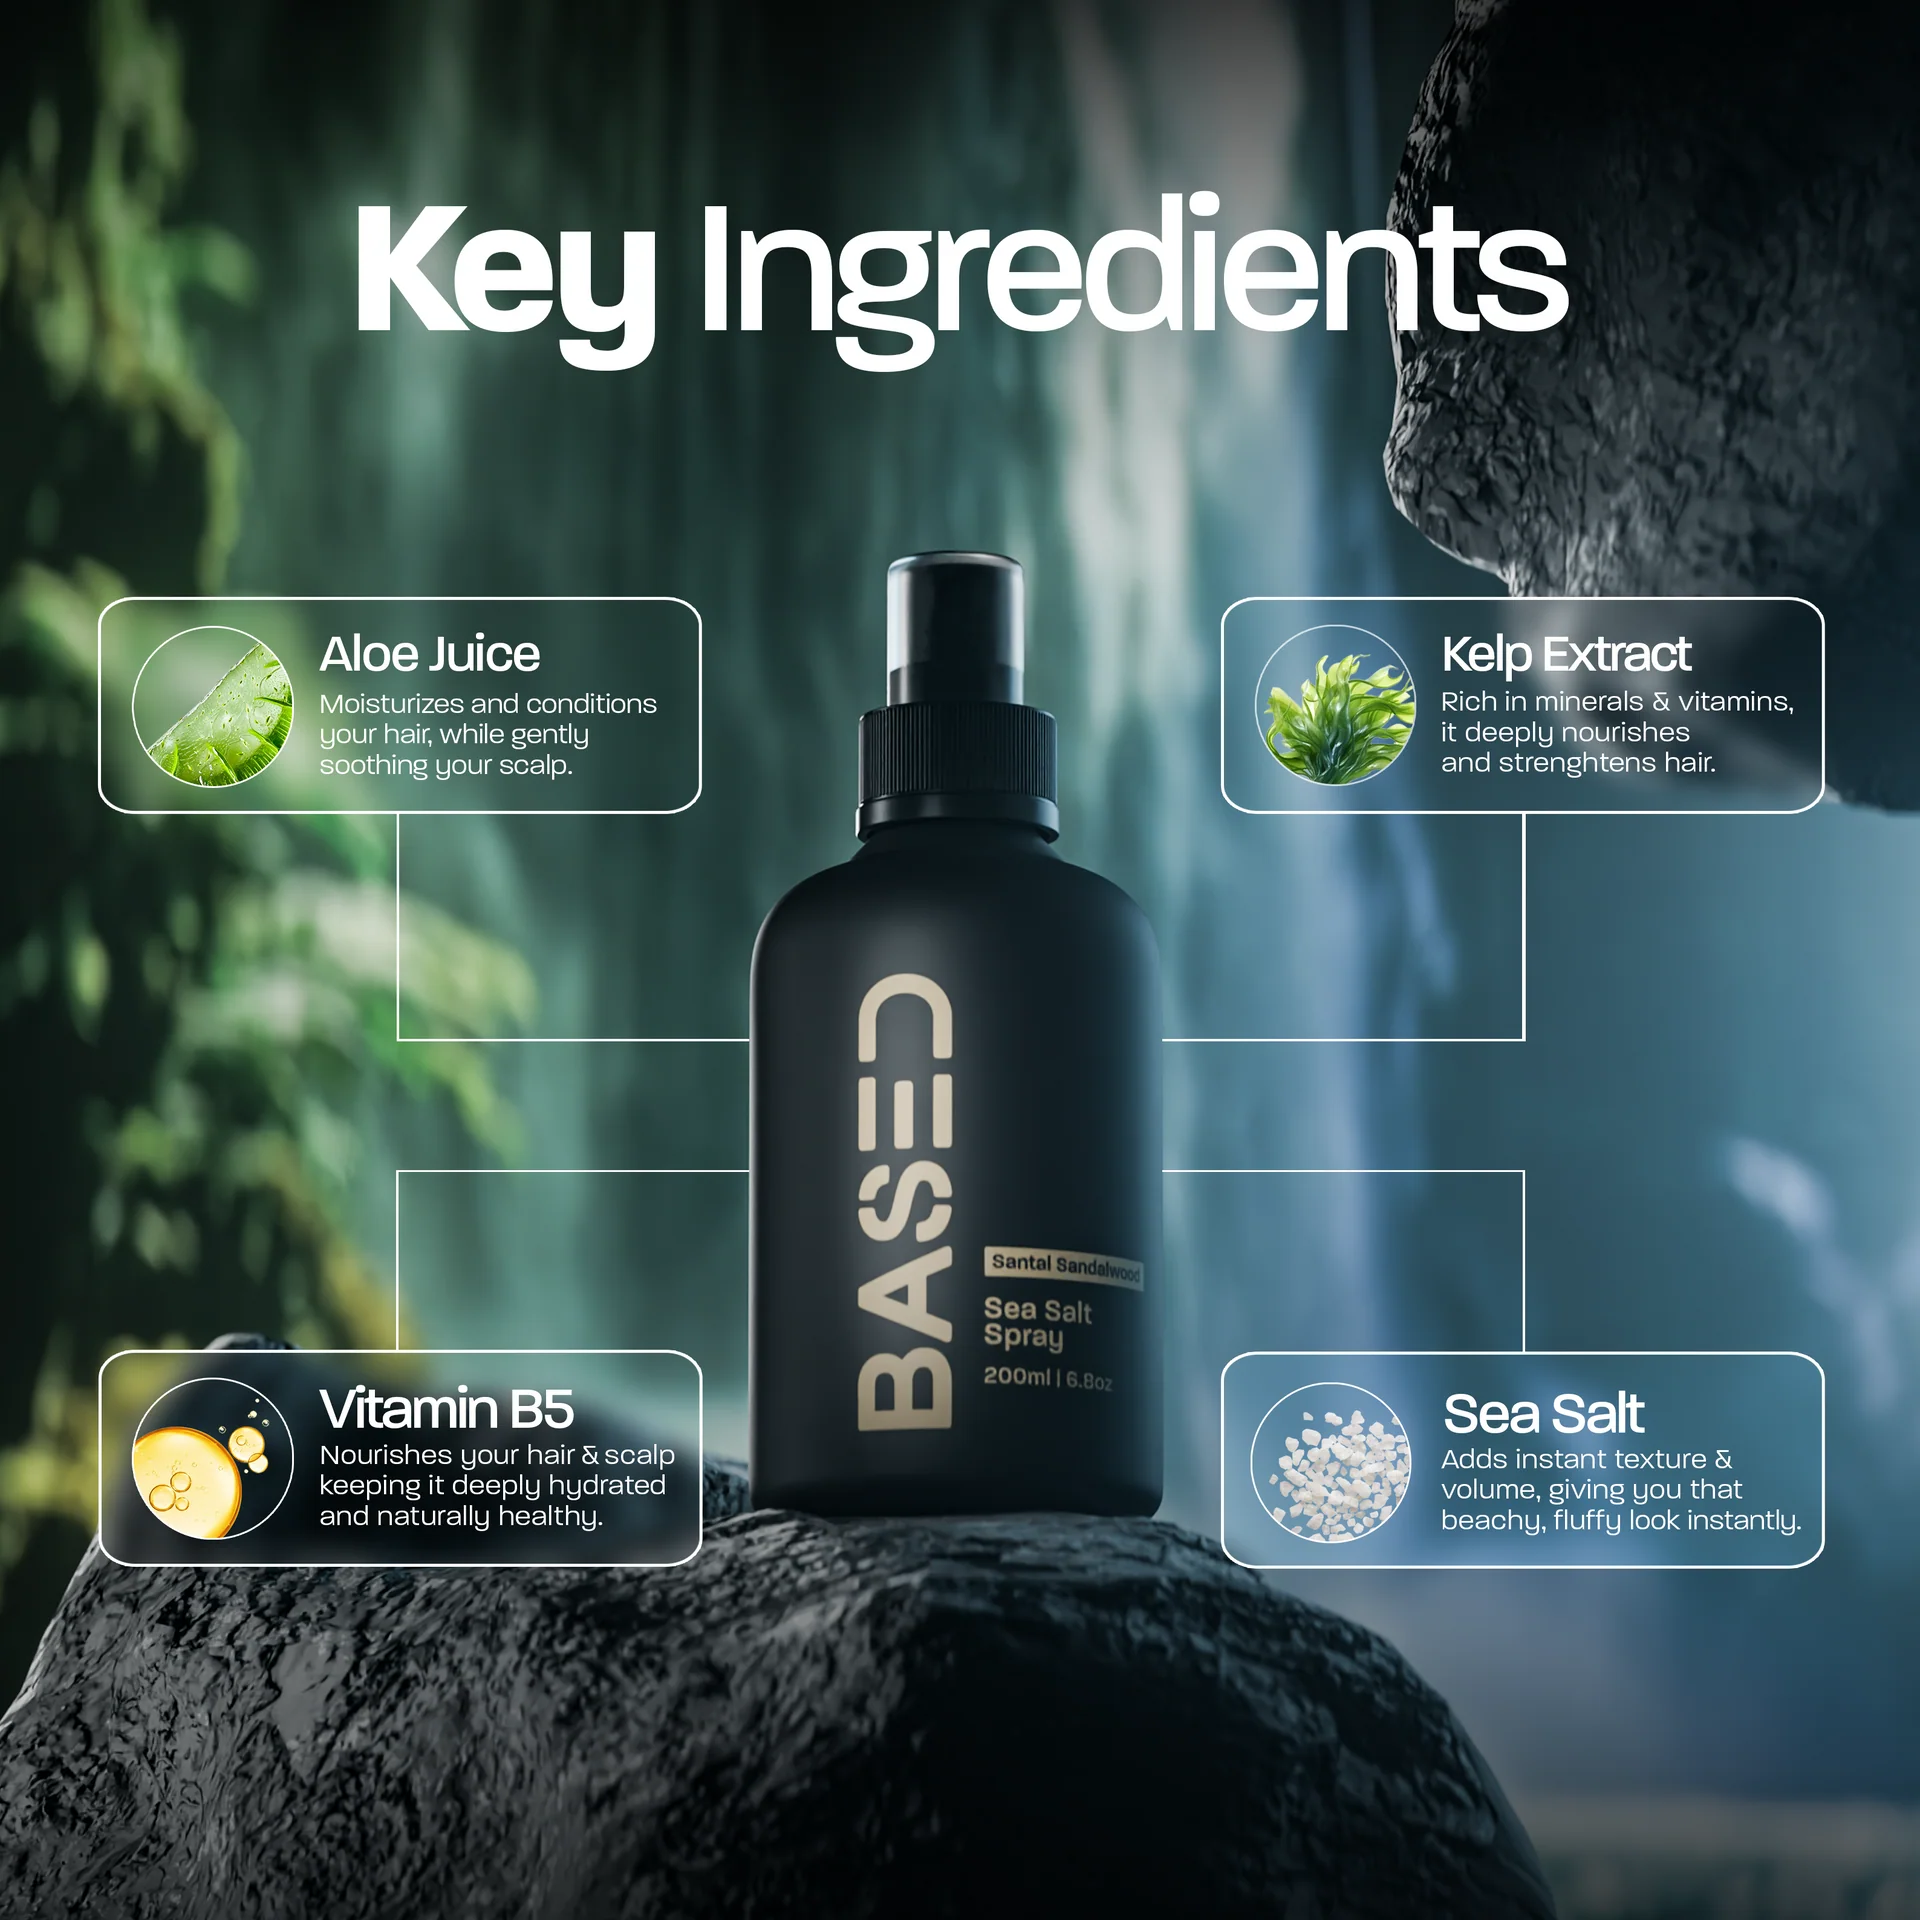 Key Ingredients
Aloe Juice
Moisturizes and conditions
your hair, while gently
soothing your scalp.
Kelp Extract
Rich in minerals & vitamins,
it deeply nourishes
and strenghtens hair.
BASED
Santal Sandalwood
Sea Salt
Spray
200ml | 6.8oz
Vitamin B5
Nourishes your hair & scalp
keeping it deeply hydrated
and naturally healthy.
Sea Salt
Adds instant texture &
volume, giving you that
beachy, fluffy look instantly.